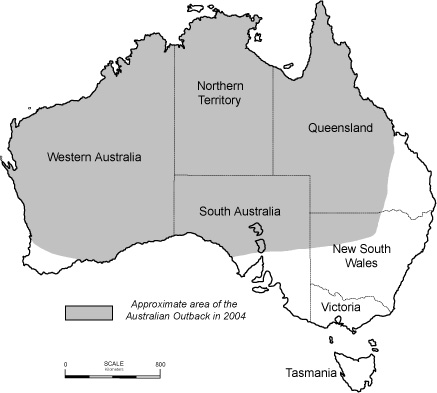 Northern
Territory
Queensland
Western Australia
South Australia
New South
Wales
Approximate area of the
Australian Outback in 2004
Victoria
0 SCALE 800
Kilometers
Tasmania